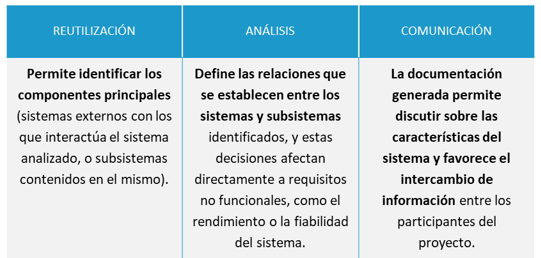 REUTILIZACIÓN
Permite identificar los
componentes principales
(sistemas externos con los
que interactúa el sistema
analizado, o subsistemas
contenidos en el mismo).
ANÁLISIS
Define las relaciones que
se establecen entre los
sistemas y subsistemas
identificados, y estas
decisiones afectan
directamente a requisitos
no funcionales, como el
rendimiento o la fiabilidad
del sistema.
COMUNICACIÓN
La documentación
generada permite
discutir sobre las
características del
sistema y favorece el
intercambio de
información entre los
participantes del
proyecto.